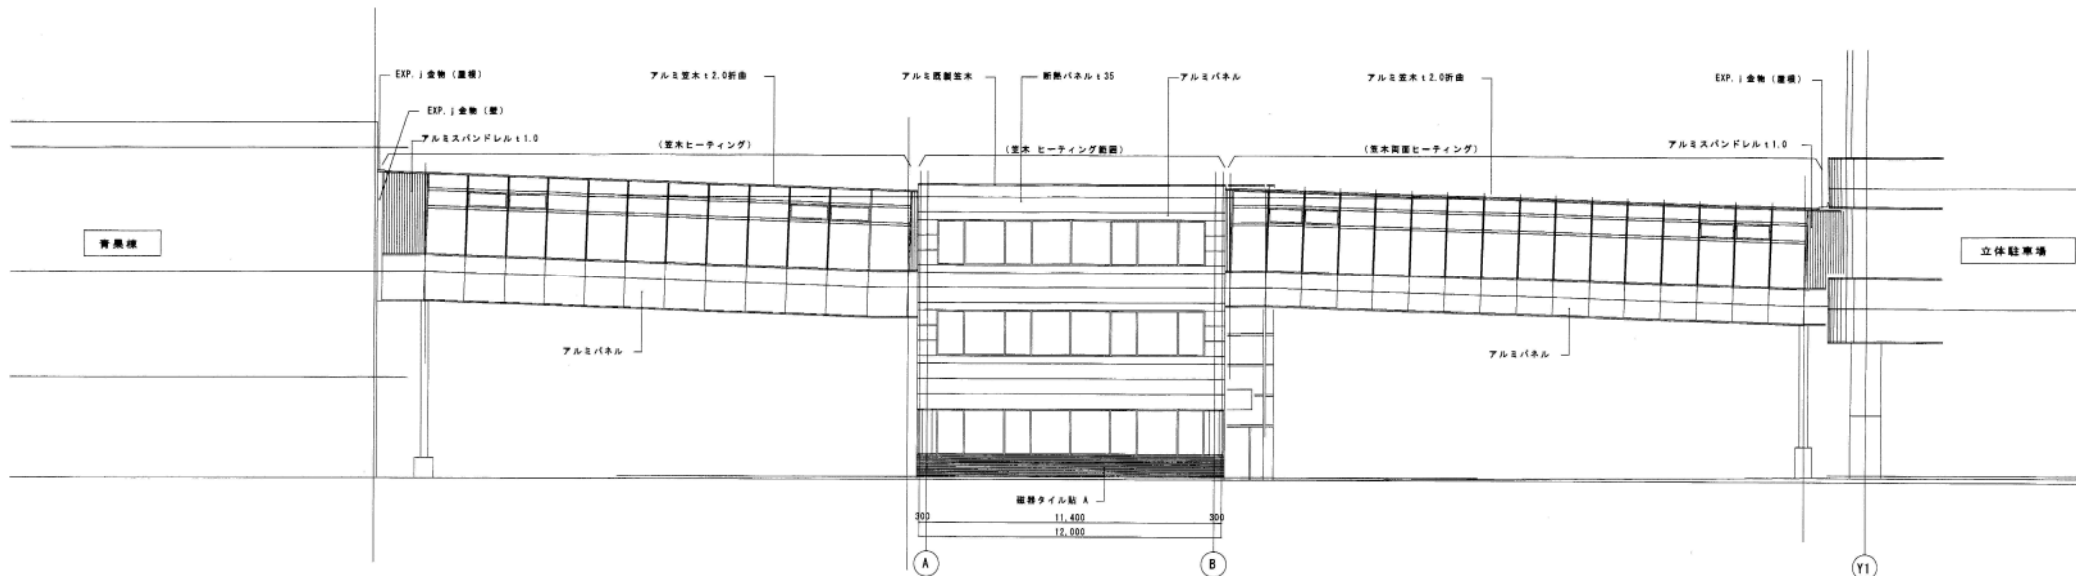 EXP.j金物（屋根）
アルミ笠木t2.0折曲
アルミ既製笠木
断熱パネルt35
アルミパネル
アルミ笠木t2.0折曲
EXP.j金物（屋根）
EXP.j金物（壁）
アルミスパンドレルt1.0
（笠木ヒーティング）
（笠木 ヒーティング範囲）
（笠木両面ヒーティング）
アルミスパンドレルt1.0
立体駐車場
アルミパネル
アルミパネル
磁器タイル貼 A
300
11,400
300
12,000
A
B
Y1